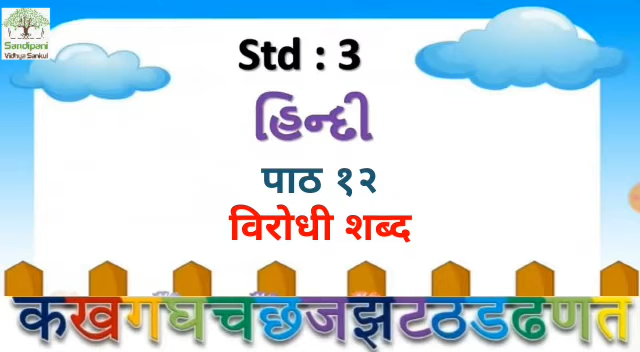 Sandipani
Vidhya Sankul
Std : 3
હિન્દી
पाठ १२
विरोधी शब्द
कखगघचछजझटठडढणत